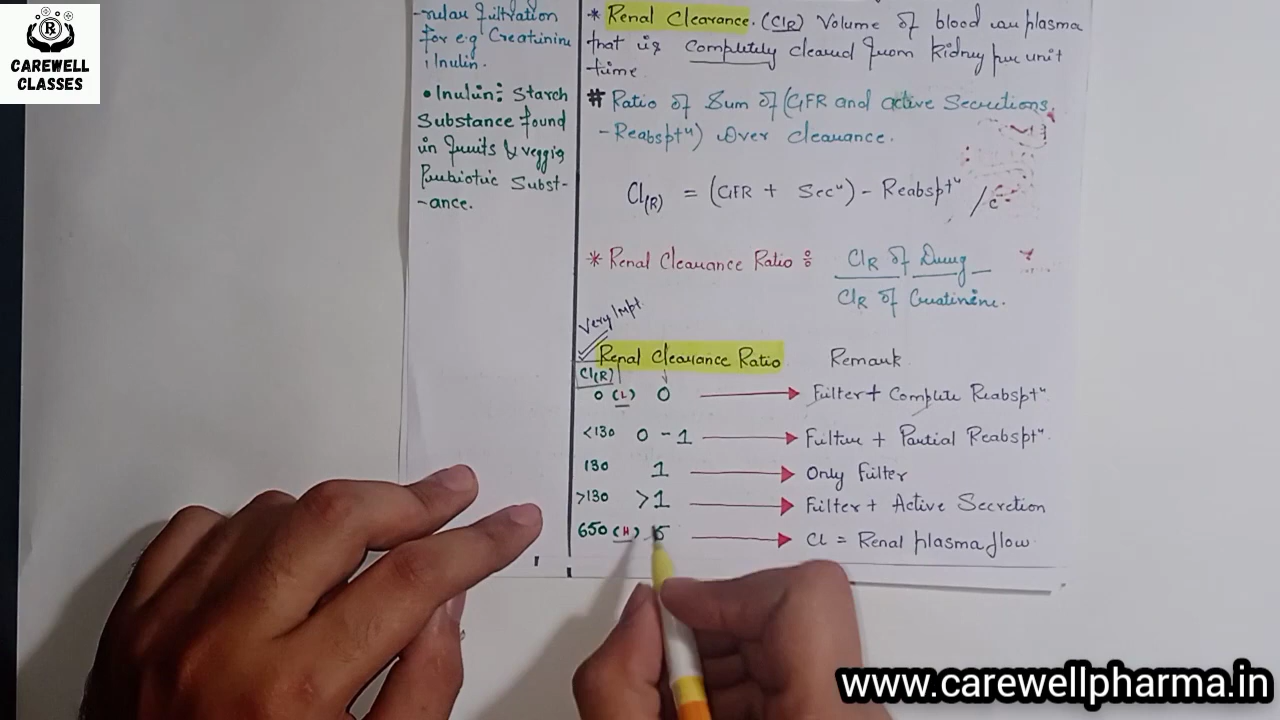 Rx
CAREWELL
CLASSES
-rular filtration
for e.g Creatinine
, Inulin.
• Inulin: Starch
Substance found
in fruits & veggie,
Prebiotic Subst-
-ance.
* Renal Clearance. (ClR) Volume of blood or plasma
that is completely cleared from kidney per unit
time.
# Ratio of Sum of (GFR and active Secretions,
-Reabsptⁿ) Over clearance.
Cl(R) = (GFR + Secⁿ) - Reabsptⁿ / C
* Renal Clearance Ratio : ClR of Drug
ClR of Creatinine.
Very Impt.
Renal Clearance Ratio Remark
Cl(R)
0 (L) 0 Filter + Complete Reabsptⁿ
<130 0 - 1 Filter + Partial Reabsptⁿ.
130 1 Only Filter
>130 >1 Filter + Active Secretion
650 (H) 5 Cl = Renal plasma flow.
www.carewellpharma.in